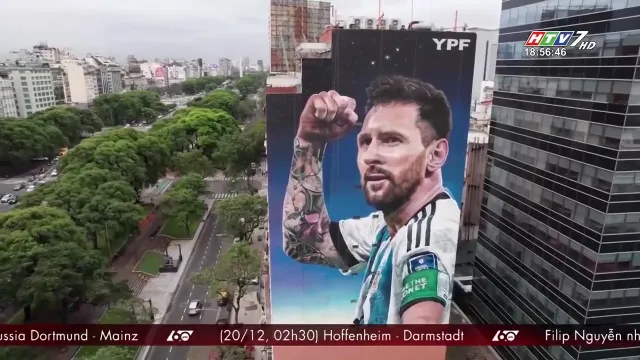 HTV7 HD
18:56:46
YPF
ussia Dortmund - Mainz (20/12, 02h30) Hoffenheim - Darmstadt Filip Nguyễn nh